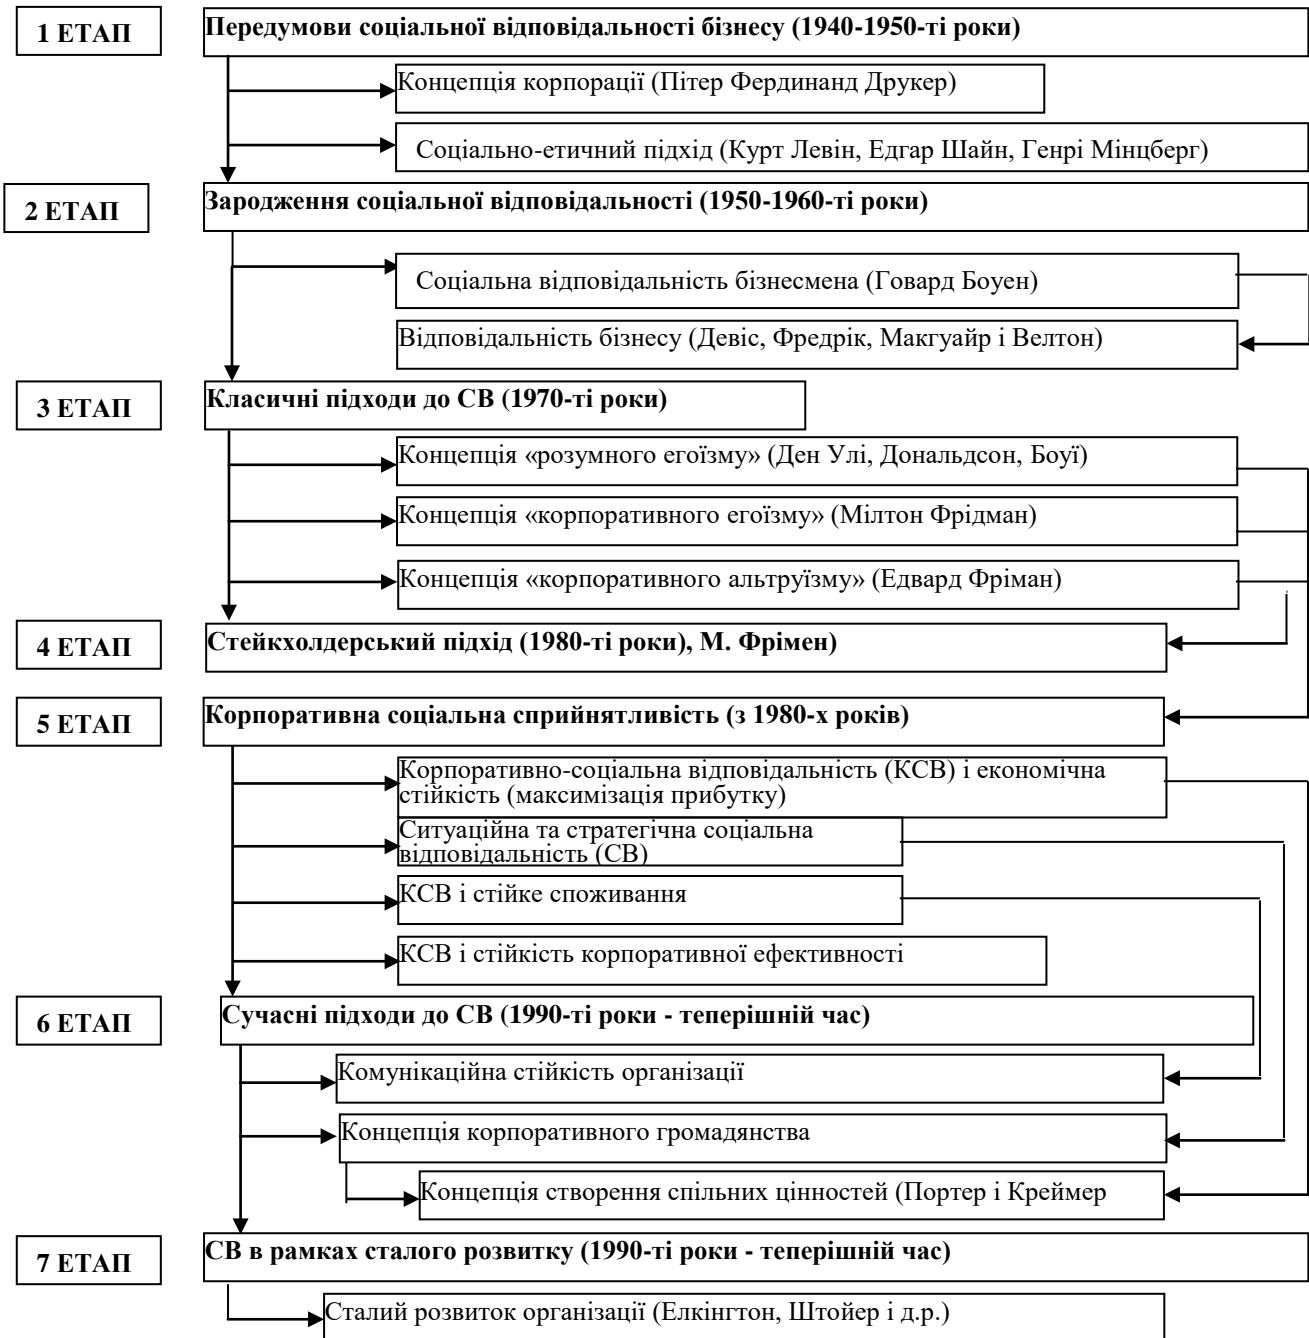 1 ЕТАП
Передумови соціальної відповідальності бізнесу (1940-1950-ті роки)
Концепція корпорації (Пітер Фердинанд Друкер)
Соціально-етичний підхід (Курт Левін, Едгар Шайн, Генрі Мінцберг)
2 ЕТАП
Зародження соціальної відповідальності (1950-1960-ті роки)
Соціальна відповідальність бізнесмена (Говард Боуен)
Відповідальність бізнесу (Девіс, Фредрік, Макгуайр і Велтон)
3 ЕТАП
Класичні підходи до СВ (1970-ті роки)
Концепція «розумного егоїзму» (Ден Улі, Дональдсон, Боуї)
Концепція «корпоративного егоїзму» (Мілтон Фрідман)
Концепція «корпоративного альтруїзму» (Едвард Фріман)
4 ЕТАП
Стейкхолдерський підхід (1980-ті роки), М. Фрімен)
5 ЕТАП
Корпоративна соціальна сприйнятливість (з 1980-х років)
Корпоративно-соціальна відповідальність (КСВ) і економічна
стійкість (максимізація прибутку)
Ситуаційна та стратегічна соціальна
відповідальність (СВ)
КСВ і стійке споживання
КСВ і стійкість корпоративної ефективності
6 ЕТАП
Сучасні підходи до СВ (1990-ті роки - теперішній час)
Комунікаційна стійкість організації
Концепція корпоративного громадянства
Концепція створення спільних цінностей (Портер і Креймер
7 ЕТАП
СВ в рамках сталого розвитку (1990-ті роки - теперішній час)
Сталий розвиток організації (Елкінгтон, Штойер і д.р.)